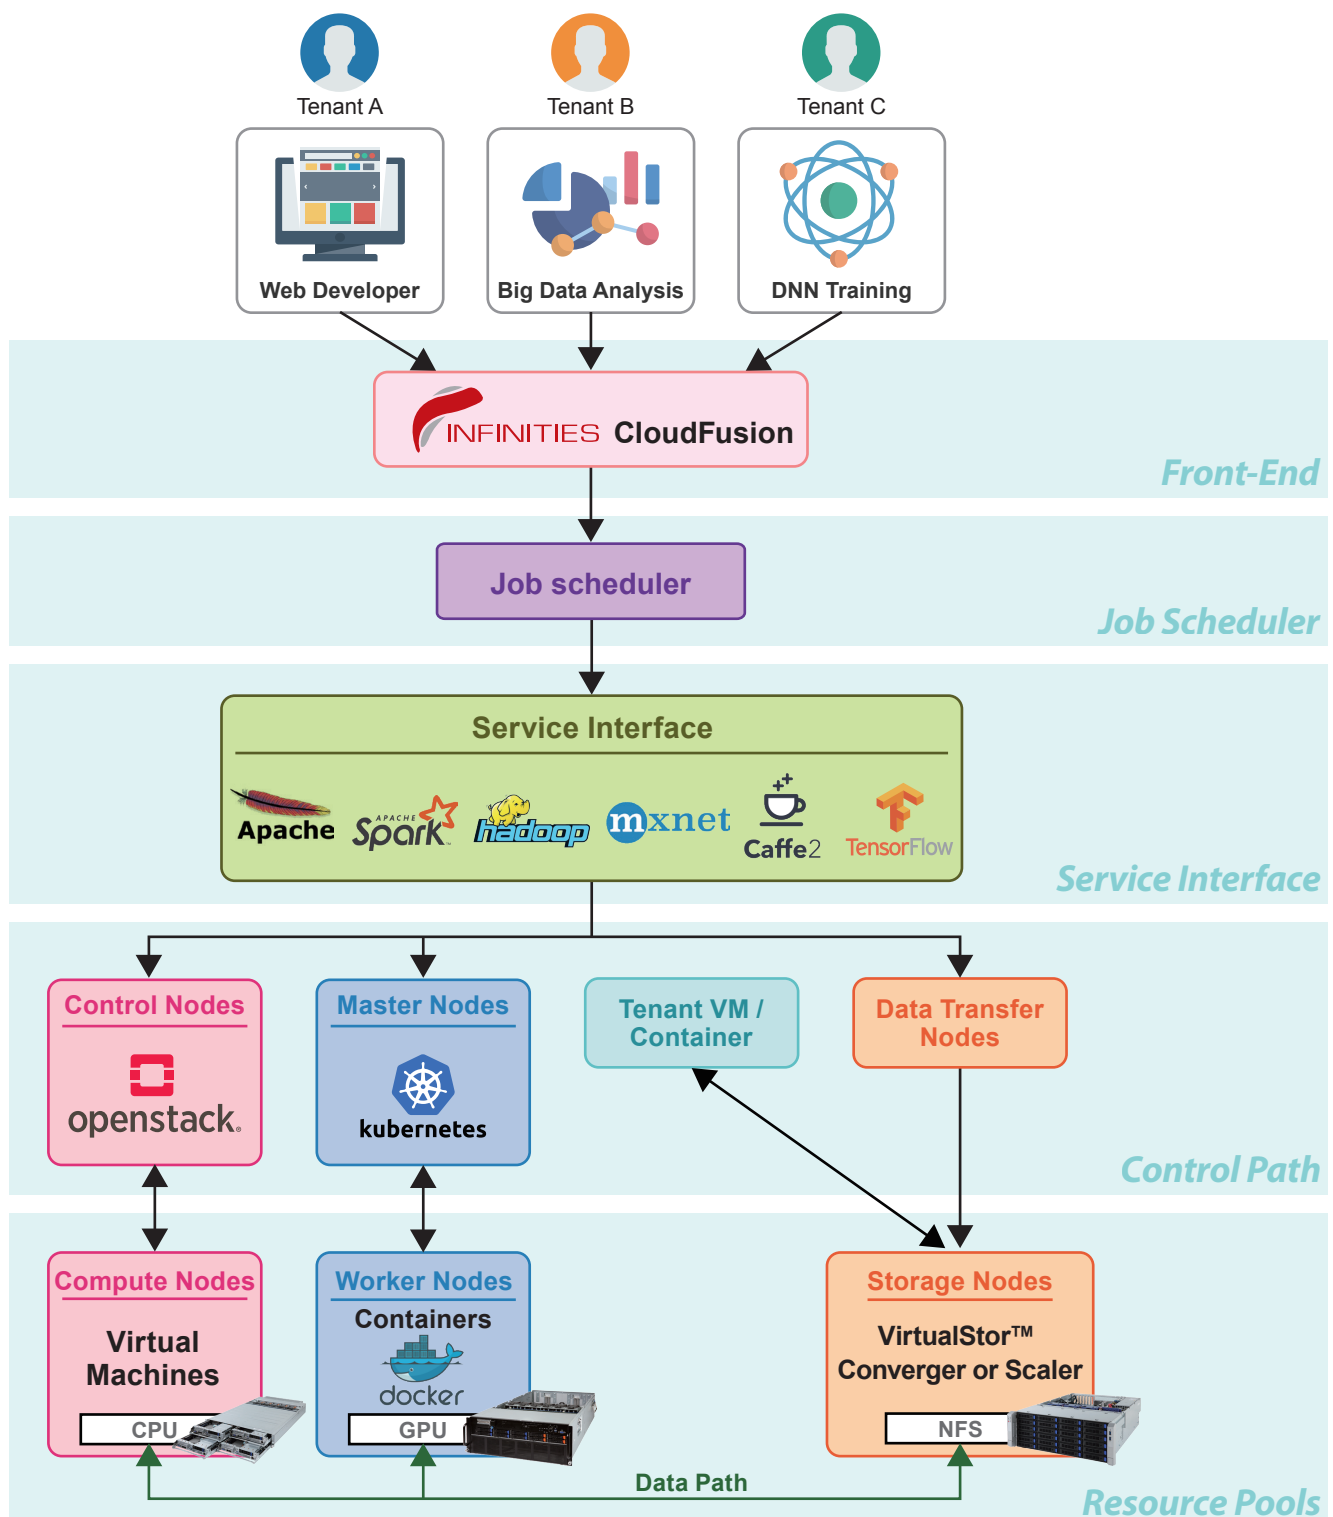 Tenant A
Tenant B
Tenant C
Web Developer
Big Data Analysis
DNN Training
INFINITIES CloudFusion
Front-End
Job scheduler
Job Scheduler
Service Interface
Apache
APACHE
Spark™
hadoop
mxnet
Caffe2
TensorFlow
Service Interface
Control Nodes
openstack®
Master Nodes
kubernetes
Tenant VM /
Container
Data Transfer
Nodes
Control Path
Compute Nodes
Virtual
Machines
CPU
Worker Nodes
Containers
docker
GPU
Storage Nodes
VirtualStor™
Converger or Scaler
NFS
Data Path
Resource Pools